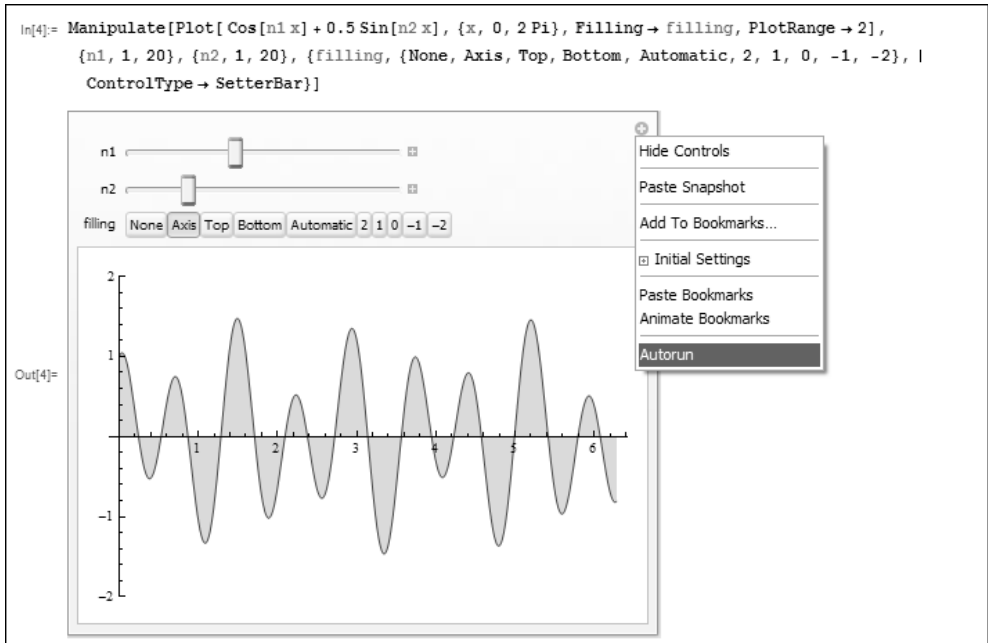 In[4]:= Manipulate[Plot[ Cos[n1 x] + 0.5 Sin[n2 x], {x, 0, 2 Pi}, Filling → filling, PlotRange → 2],
{n1, 1, 20}, {n2, 1, 20}, {filling, {None, Axis, Top, Bottom, Automatic, 2, 1, 0, -1, -2}, |
ControlType → SetterBar}]
n1
n2
filling None Axis Top Bottom Automatic 2 1 0 -1 -2
Hide Controls
Paste Snapshot
Add To Bookmarks...
Initial Settings
Paste Bookmarks
Animate Bookmarks
Autorun
Out[4]=
2
1
-1
-2
1 2 3 4 5 6